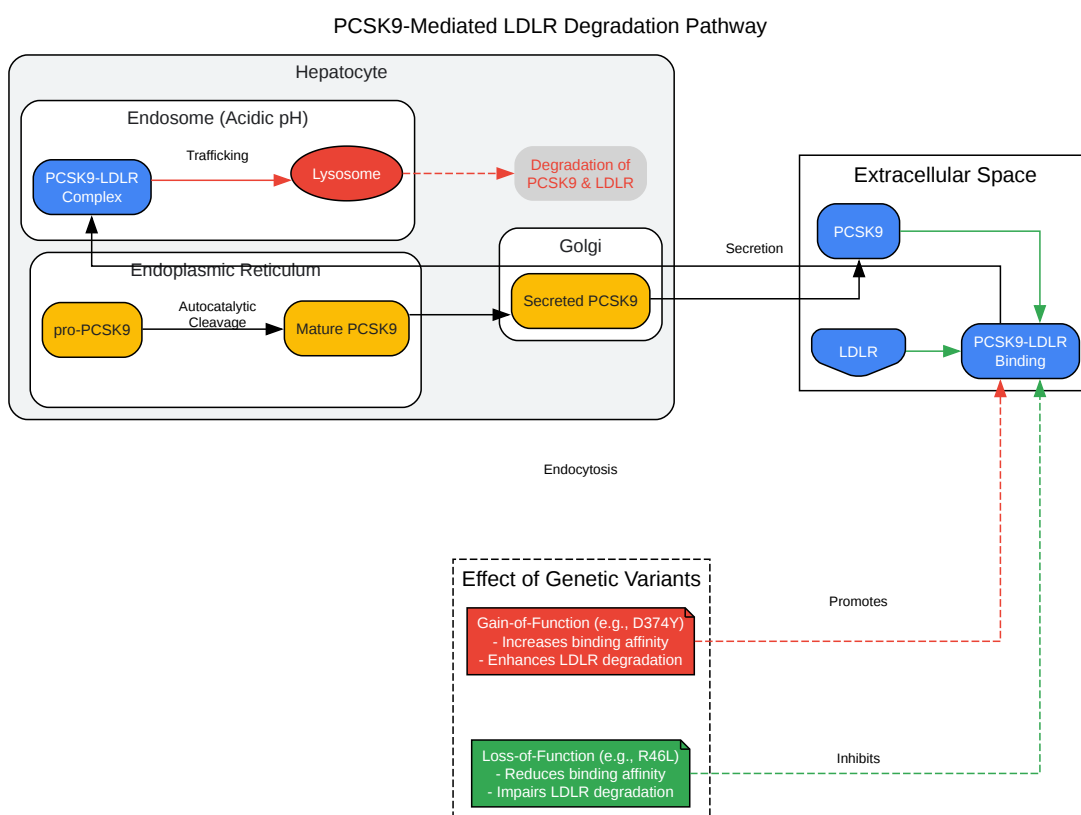 PCSK9-Mediated LDLR Degradation Pathway
Hepatocyte
Endosome (Acidic pH)
Trafficking
PCSK9-LDLR
Complex
Lysosome
Degradation of
PCSK9 & LDLR
Extracellular Space
PCSK9
Secretion
Golgi
Endoplasmic Reticulum
Secreted PCSK9
Autocatalytic
Cleavage
pro-PCSK9
Mature PCSK9
LDLR
PCSK9-LDLR
Binding
Endocytosis
Effect of Genetic Variants
Gain-of-Function (e.g., D374Y)
- Increases binding affinity
- Enhances LDLR degradation
Promotes
Loss-of-Function (e.g., R46L)
- Reduces binding affinity
- Impairs LDLR degradation
Inhibits